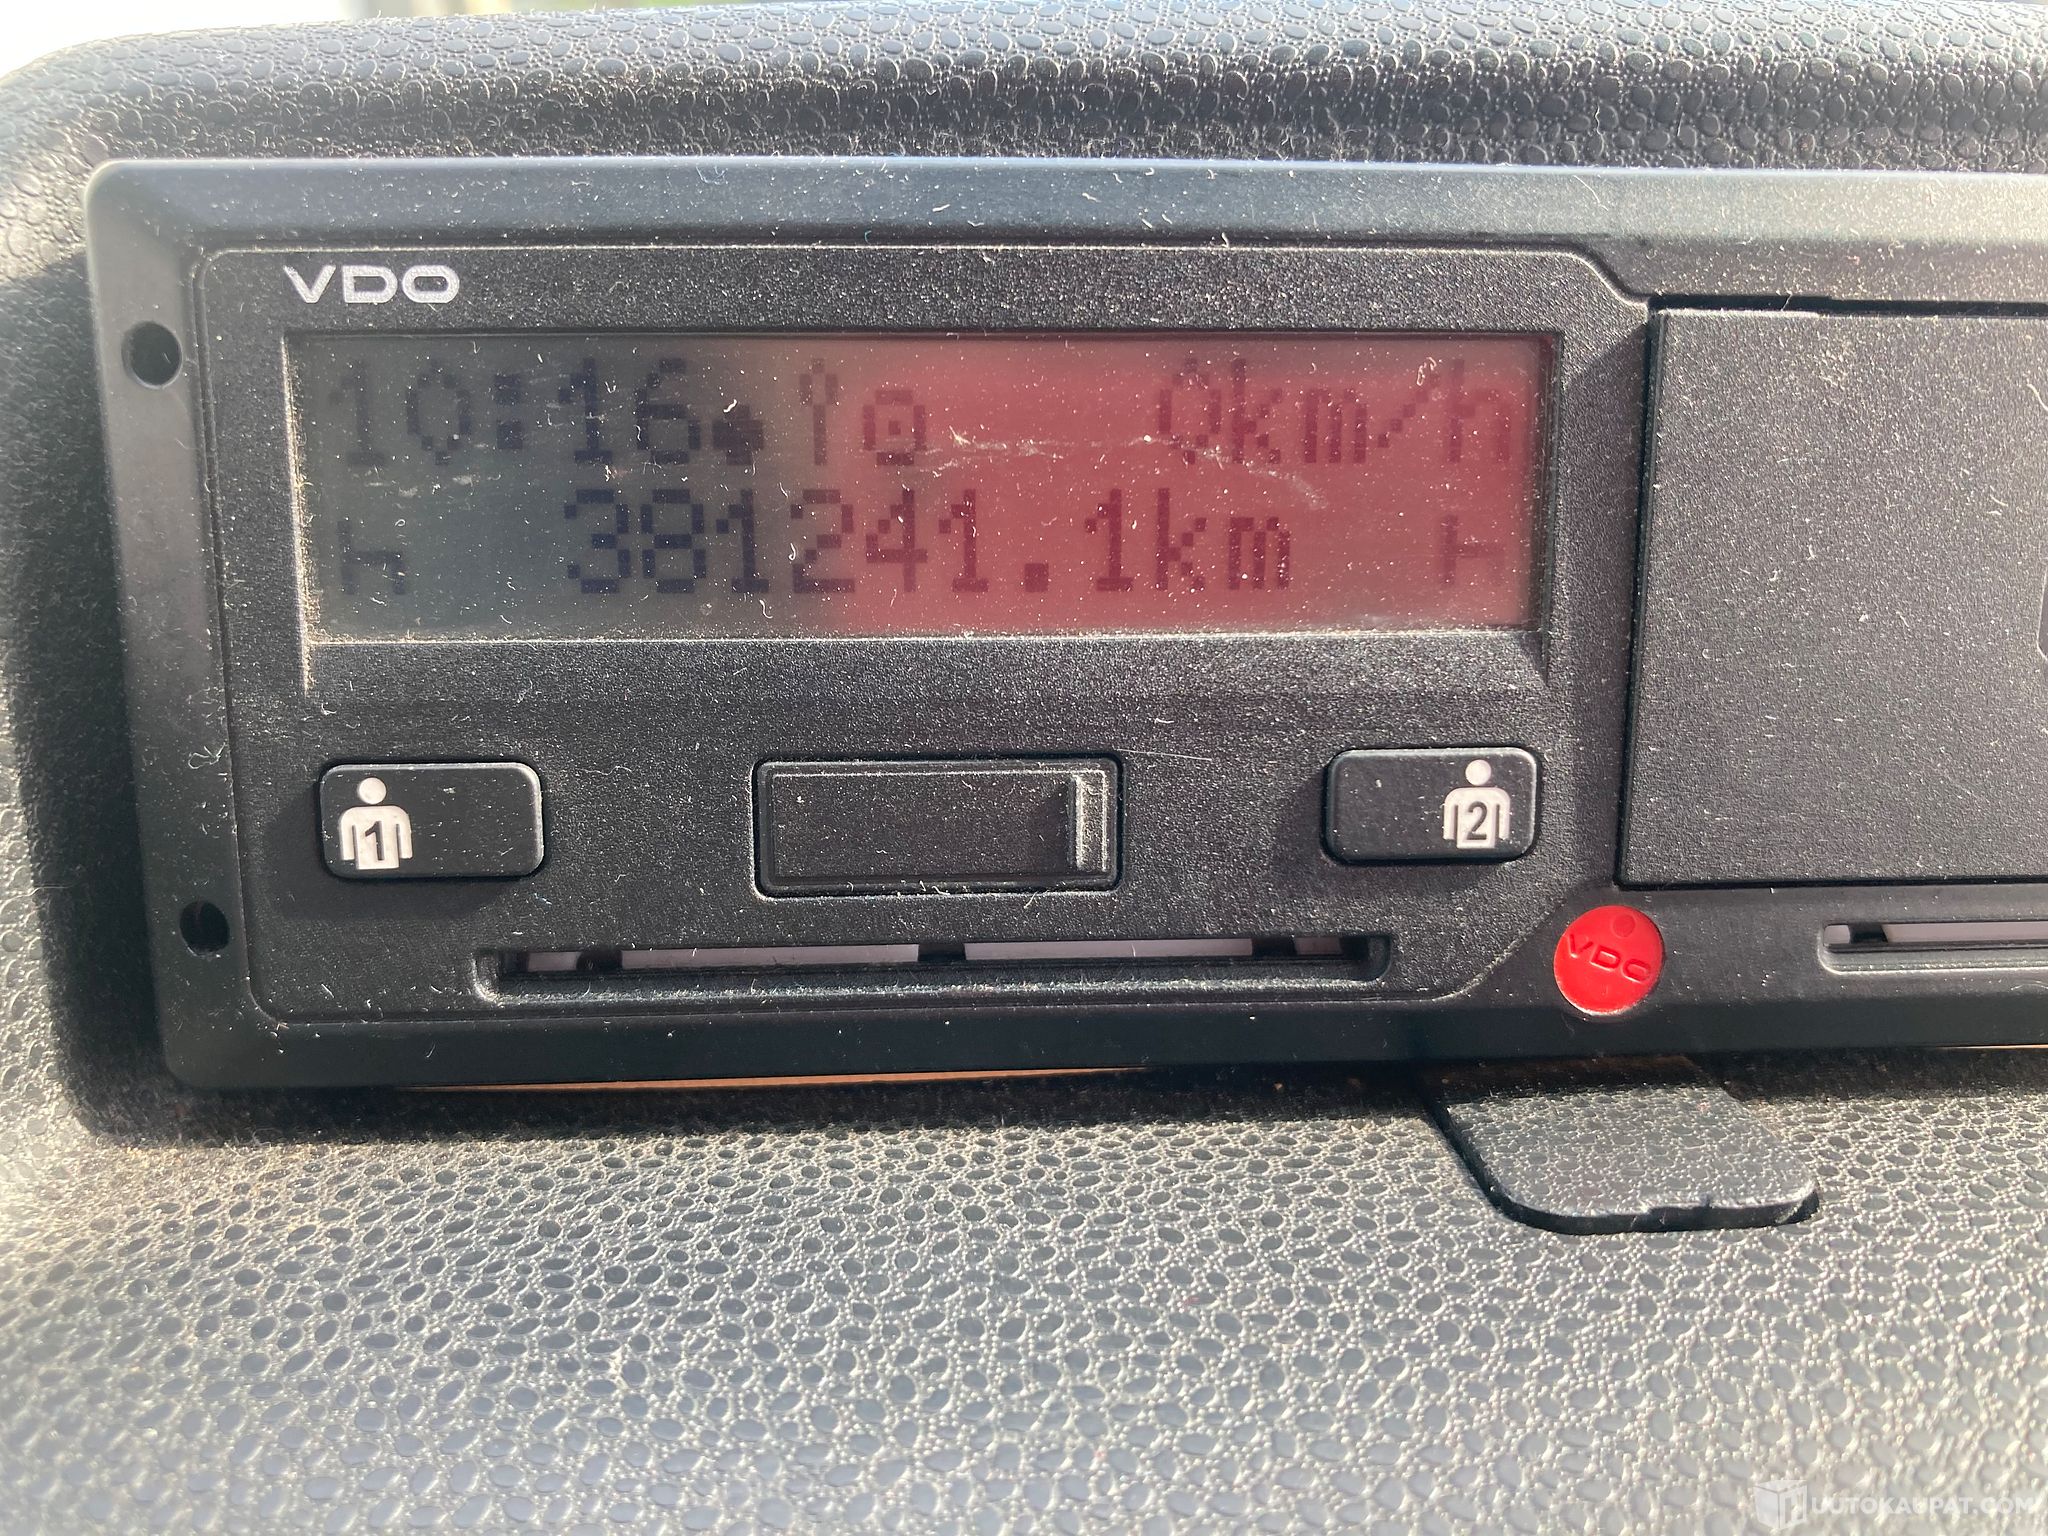 VDO
10:16 0km/h
381241.1km
1
2
VDO
UUTOKAUPAT.COM